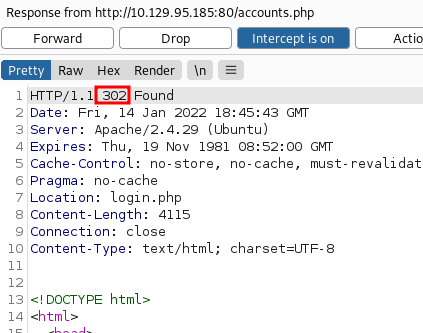 Response from http://10.129.95.185:80/accounts.php
Forward Drop Intercept is on Actio
Pretty Raw Hex Render \n
1 HTTP/1.1 302 Found
2 Date: Fri, 14 Jan 2022 18:45:43 GMT
3 Server: Apache/2.4.29 (Ubuntu)
4 Expires: Thu, 19 Nov 1981 08:52:00 GMT
5 Cache-Control: no-store, no-cache, must-revalidat
6 Pragma: no-cache
7 Location: login.php
8 Content-Length: 4115
9 Connection: close
10 Content-Type: text/html; charset=UTF-8
11
12
13 <!DOCTYPE html>
14 <html>
15 <head>